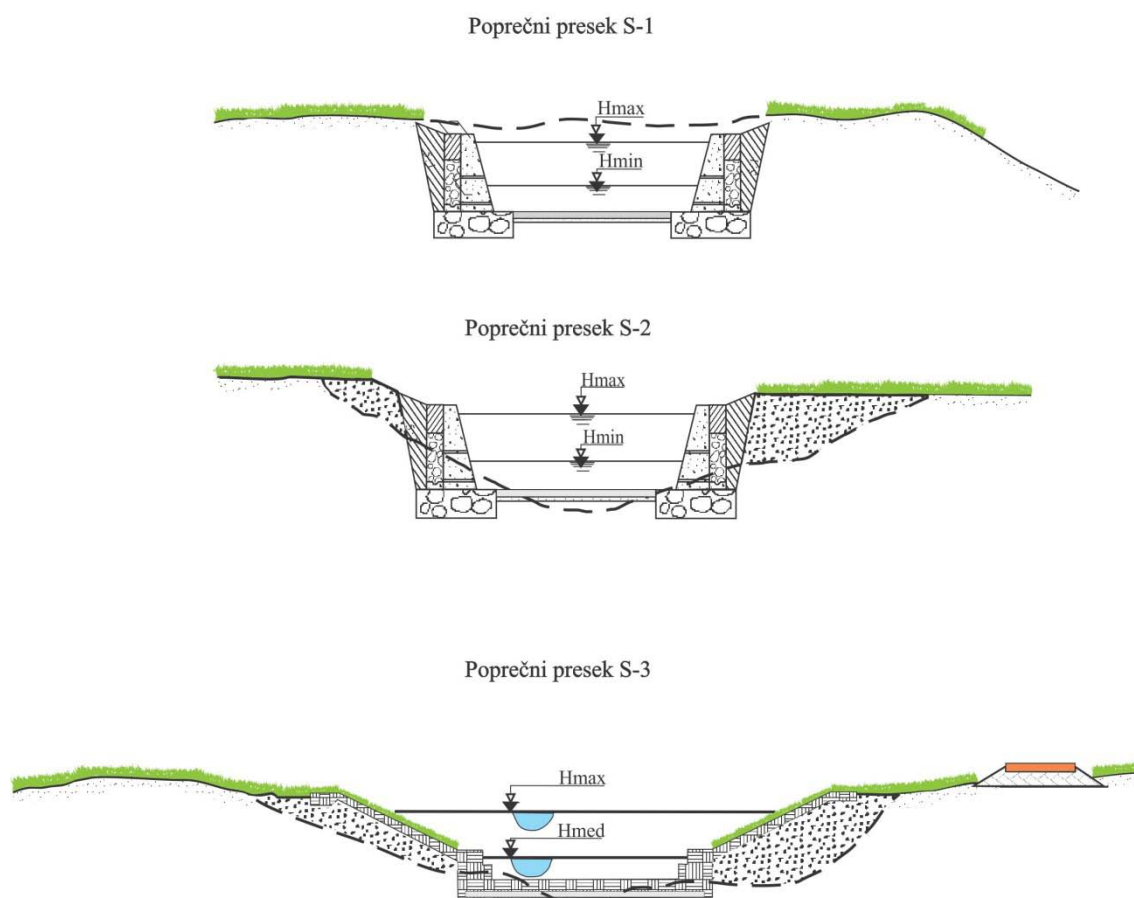 Poprečni presek S-1
Hmax
Hmin
Poprečni presek S-2
Hmax
Hmin
Poprečni presek S-3
Hmax
Hmed